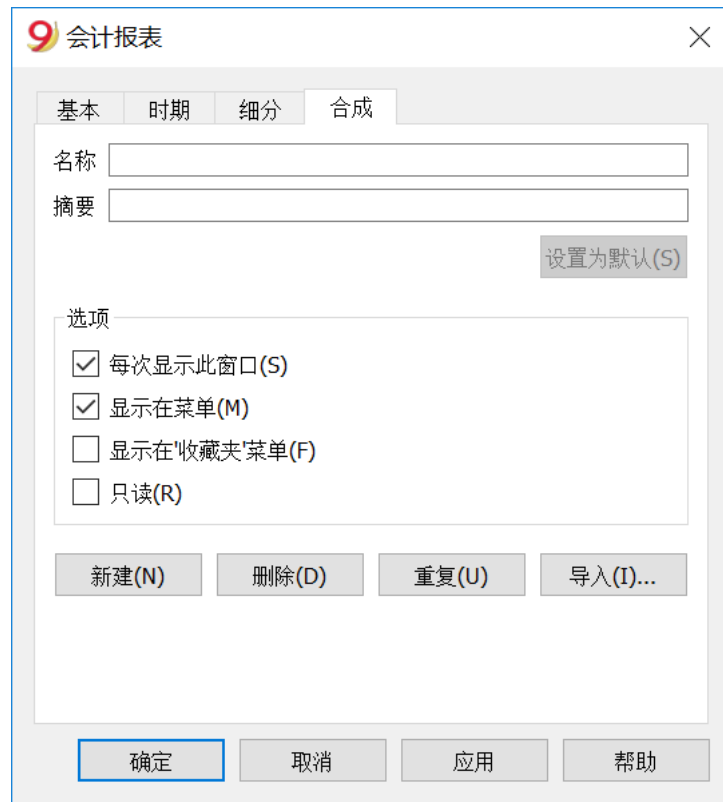 9 会计报表
基本 时期 细分 合成
名称
摘要
设置为默认(S)
选项
每次显示此窗口(S)
显示在菜单(M)
显示在'收藏夹'菜单(F)
只读(R)
新建(N) 删除(D) 重复(U) 导入(I)...
确定 取消 应用 帮助